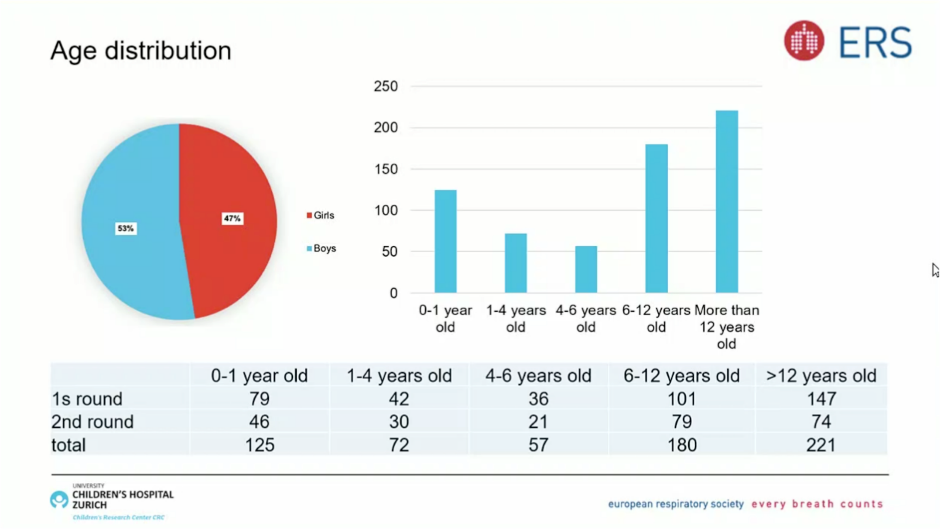 Age distribution
ERS
53%
47%
Girls
Boys
250
200
150
100
50
0
0-1 year old
1-4 years old
4-6 years old
6-12 years old
More than 12 years old
0-1 year old 1-4 years old 4-6 years old 6-12 years old >12 years old
1s round 79 42 36 101 147
2nd round 46 30 21 79 74
total 125 72 57 180 221
UNIVERSITY
CHILDREN'S HOSPITAL
ZURICH
Children's Research Center CRC
european respiratory society every breath counts